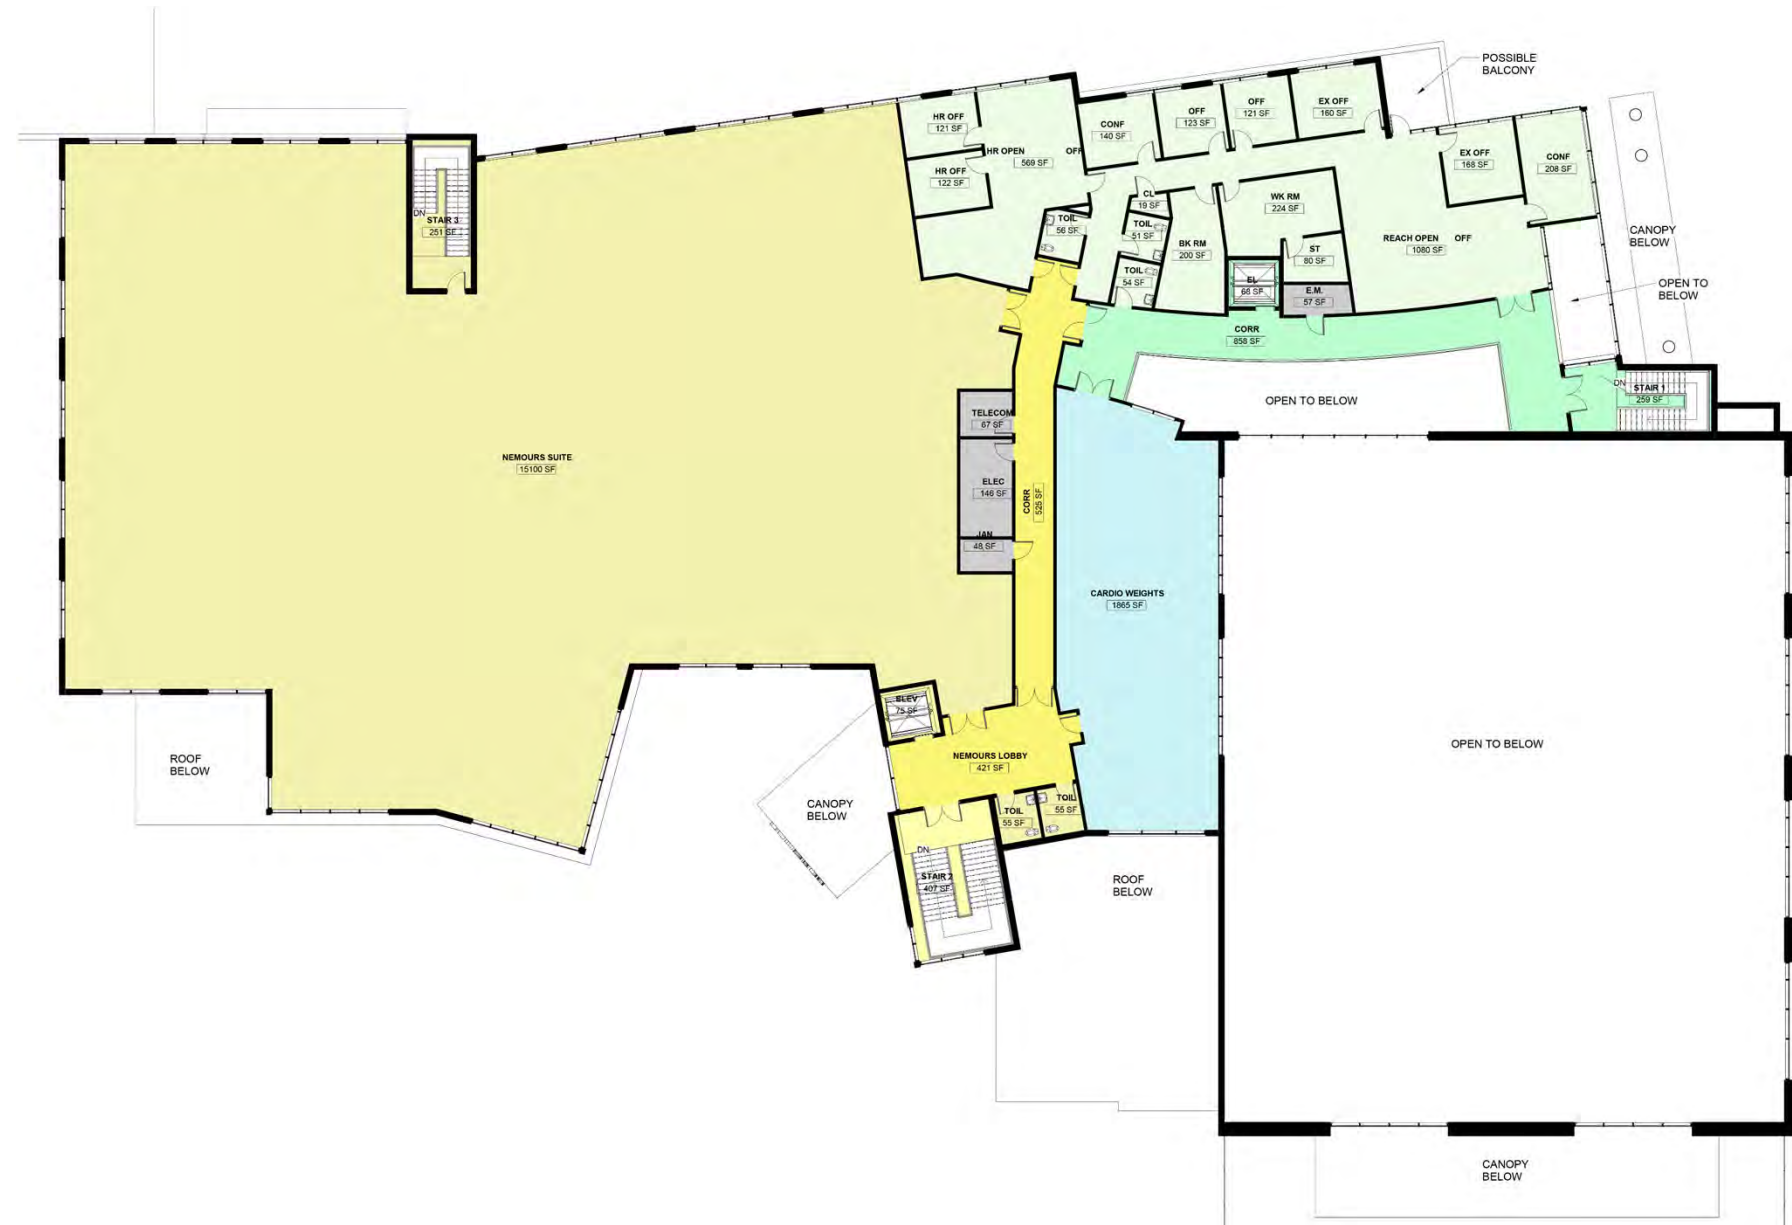 POSSIBLE
BALCONY
HR OFF
121 SF
HR OPEN OFF
569 SF
HR OFF
122 SF
CONF
140 SF
OFF
123 SF
OFF
121 SF
EX OFF
160 SF
EX OFF
168 SF
CONF
208 SF
CL
19 SF
WK RM
224 SF
TOIL
56 SF
TOIL
51 SF
TOIL
54 SF
BK RM
200 SF
ST
80 SF
REACH OPEN OFF
1080 SF
CANOPY
BELOW
OPEN TO
BELOW
EL
68 SF
E.M.
57 SF
CORR
858 SF
OPEN TO BELOW
DN
STAIR 1
259 SF
DN
STAIR 3
251 SF
TELECOM
67 SF
NEMOURS SUITE
15100 SF
ELEC
146 SF
CORR
525 SF
JAN
48 SF
CARDIO WEIGHTS
1865 SF
ELEV
75 SF
NEMOURS LOBBY
421 SF
OPEN TO BELOW
ROOF
BELOW
CANOPY
BELOW
TOIL
55 SF
TOIL
55 SF
DN
STAIR 2
407 SF
ROOF
BELOW
CANOPY
BELOW